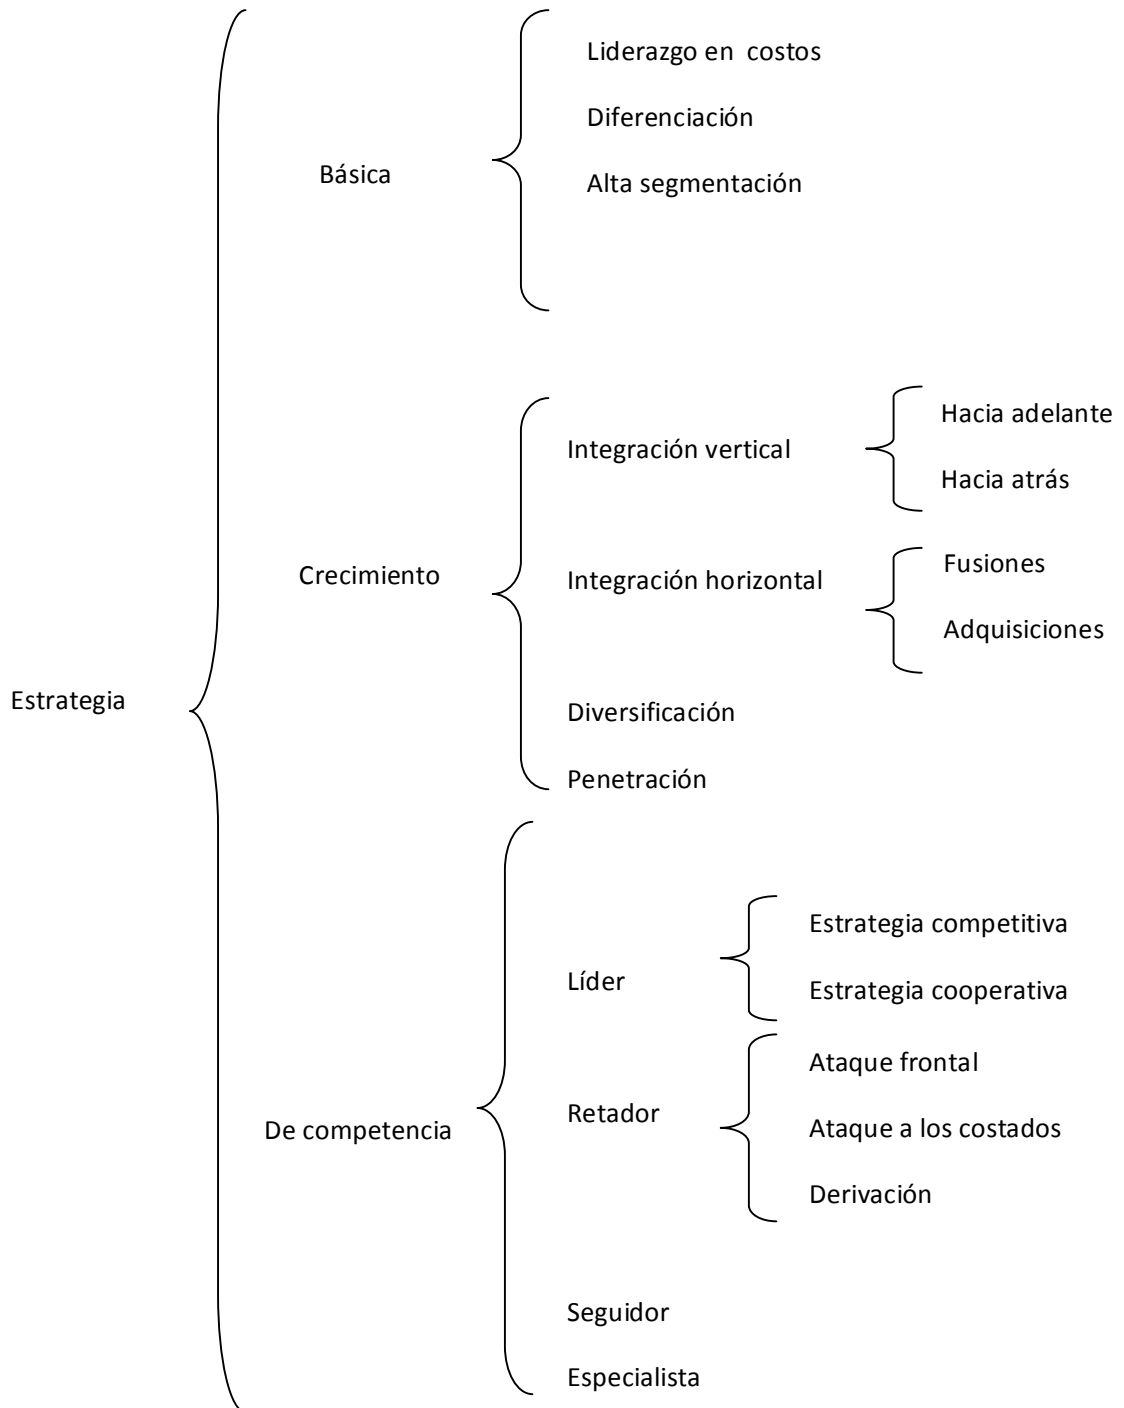 Estrategia
Básica
Liderazgo en costos
Diferenciación
Alta segmentación
Crecimiento
Integración vertical
Hacia adelante
Hacia atrás
Integración horizontal
Fusiones
Adquisiciones
Diversificación
Penetración
De competencia
Líder
Estrategia competitiva
Estrategia cooperativa
Retador
Ataque frontal
Ataque a los costados
Derivación
Seguidor
Especialista